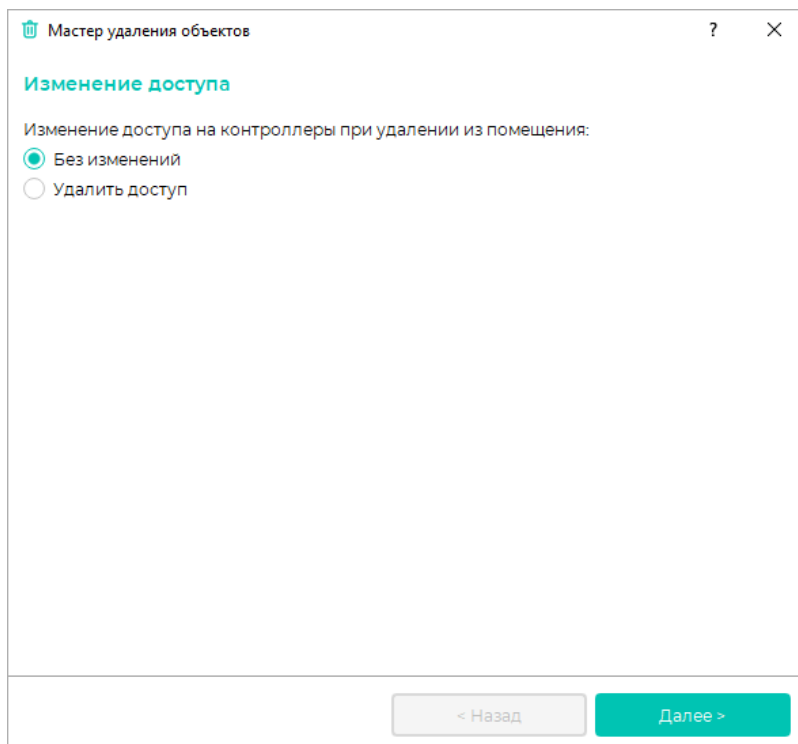 Мастер удаления объектов
?
Изменение доступа
Изменение доступа на контроллеры при удалении из помещения:
Без изменений
Удалить доступ
< Назад
Далее >